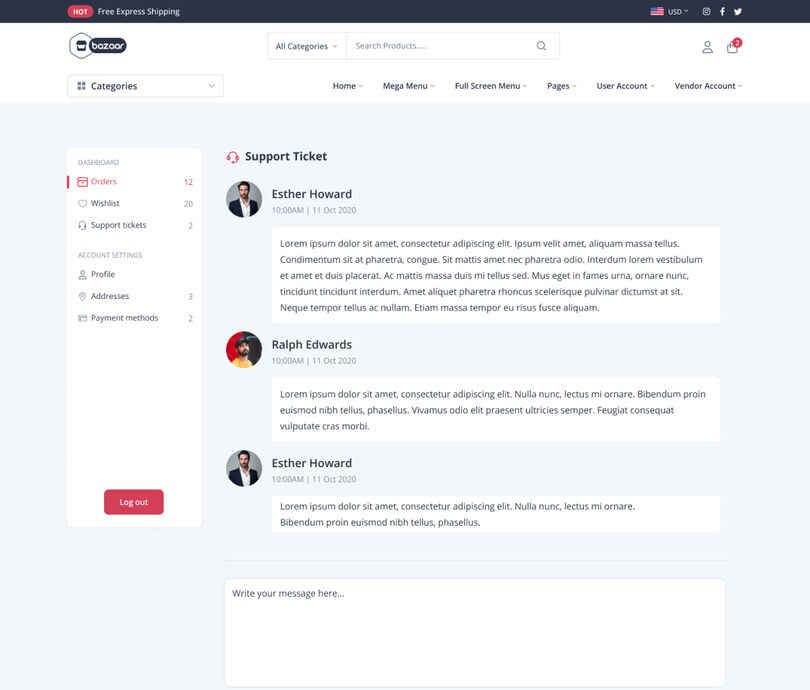 HOT Free Express Shipping
USD
bazaar
All Categories
Search Products.....
2
Categories
Home
Mega Menu
Full Screen Menu
Pages
User Account
Vendor Account
DASHBOARD
Orders 12
Wishlist 20
Support tickets 2
ACCOUNT SETTINGS
Profile
Addresses 3
Payment methods 2
Log out
Support Ticket
Esther Howard
10:00AM | 11 Oct 2020
Lorem ipsum dolor sit amet, consectetur adipiscing elit. Ipsum velit amet, aliquam massa tellus.
Condimentum sit at pharetra, congue. Sit mattis amet nec pharetra odio. Interdum lorem vestibulum
et amet et duis placerat. Ac mattis massa duis mi tellus sed. Mus eget in fames urna, ornare nunc,
tincidunt tincidunt interdum. Amet aliquet pharetra rhoncus scelerisque pulvinar dictumst at sit.
Neque tempor tellus ac nullam. Etiam massa tempor eu risus fusce aliquam.
Ralph Edwards
10:00AM | 11 Oct 2020
Lorem ipsum dolor sit amet, consectetur adipiscing elit. Nulla nunc, lectus mi ornare. Bibendum proin
euismod nibh tellus, phasellus. Vivamus odio elit praesent ultricies semper. Feugiat consequat
vulputate cras morbi.
Esther Howard
10:00AM | 11 Oct 2020
Lorem ipsum dolor sit amet, consectetur adipiscing elit. Nulla nunc, lectus mi ornare.
Bibendum proin euismod nibh tellus, phasellus.
Write your message here...